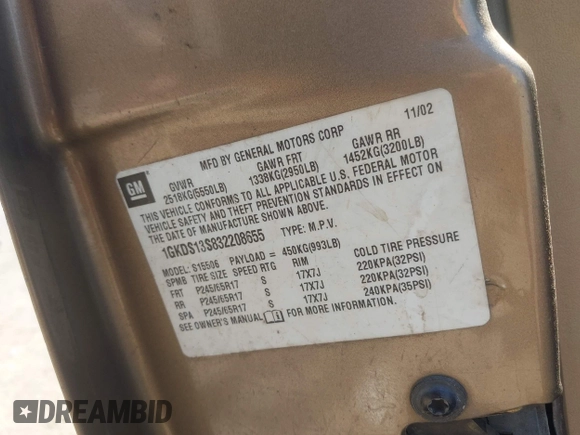 11/02
MFD BY GENERAL MOTORS CORP
GM
GVWR GAWR FRT GAWR RR
2518KG(5550LB) 1338KG(2950LB) 1452KG(3200LB)
THIS VEHICLE CONFORMS TO ALL APPLICABLE U.S. FEDERAL MOTOR
VEHICLE SAFETY AND THEFT PREVENTION STANDARDS IN EFFECT ON
THE DATE OF MANUFACTURE SHOWN ABOVE.
1GKDS13S832208655 TYPE: M.P.V.
MODEL: S15506 PAYLOAD = 450KG(993LB)
SPMB TIRE SIZE SPEED RTG RIM COLD TIRE PRESSURE
FRT P245/65R17 S 17X7J 220KPA(32PSI)
RR P245/65R17 S 17X7J 220KPA(32PSI)
SPA P245/65R17 S 17X7J 240KPA(35PSI)
SEE OWNER'S MANUAL FOR MORE INFORMATION.
DREAMBID